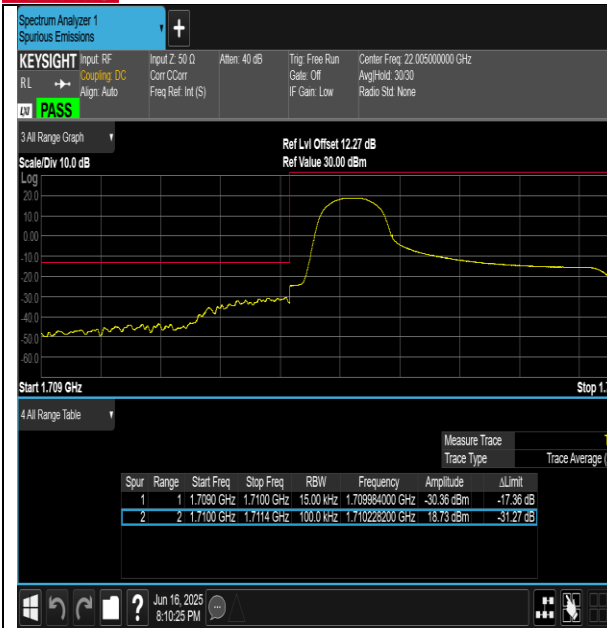 Spectrum Analyzer 1
Spurious Emissions
+
KEYSIGHT Input: RF Input Z: 50 Ω Atten: 40 dB Trig: Free Run Center Freq: 22.005000000 GHz
RL Coupling: DC Corr CCorr Gate: Off Avg|Hold: 30/30
Align: Auto Freq Ref: Int (S) IF Gain: Low Radio Std: None
LXI PASS
3 All Range Graph
Ref Lvl Offset 12.27 dB
Scale/Div 10.0 dB Ref Value 30.00 dBm
Log
20.0
10.0
0.00
-10.0
-20.0
-30.0
-40.0
-50.0
-60.0
Start 1.709 GHz Stop 1.
4 All Range Table
Measure Trace
Trace Type Trace Average (
Spur Range Start Freq Stop Freq RBW Frequency Amplitude ΔLimit
1 1 1.7090 GHz 1.7100 GHz 15.00 kHz 1.709984000 GHz -30.36 dBm -17.36 dB
2 2 1.7100 GHz 1.7114 GHz 100.0 kHz 1.710228200 GHz 18.73 dBm -31.27 dB
? Jun 16, 2025
8:10:25 PM